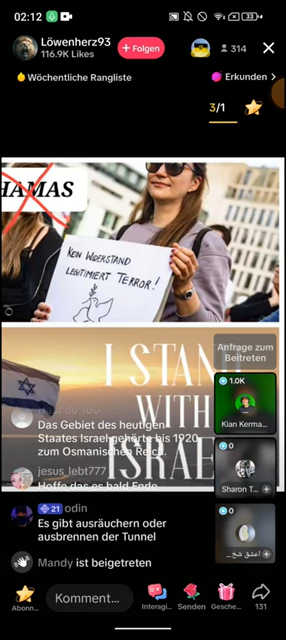 02:12
33
Löwenherz93
116.9K Likes
+ Folgen
314
Wöchentliche Rangliste
Erkunden >
3/1
HAMAS
KEIN WIDERSTAND
LEGITIMIERT TERROR!
I STAND
WITH
ISRAEL
Anfrage zum
Beitreten
1.0K
Kian Kerma...
Das Gebiet des heutigen
Staates Israel gehörte bis 1920
zum Osmanischen Reich.
0
Sharon T...
jesus_lebt777
Hoffe das es bald Ende
21 odin
Es gibt ausräuchern oder
ausbrennen der Tunnel
0
Mandy ist beigetreten
Abonn...
Komment...
Interagi...
Senden
Gesche...
131